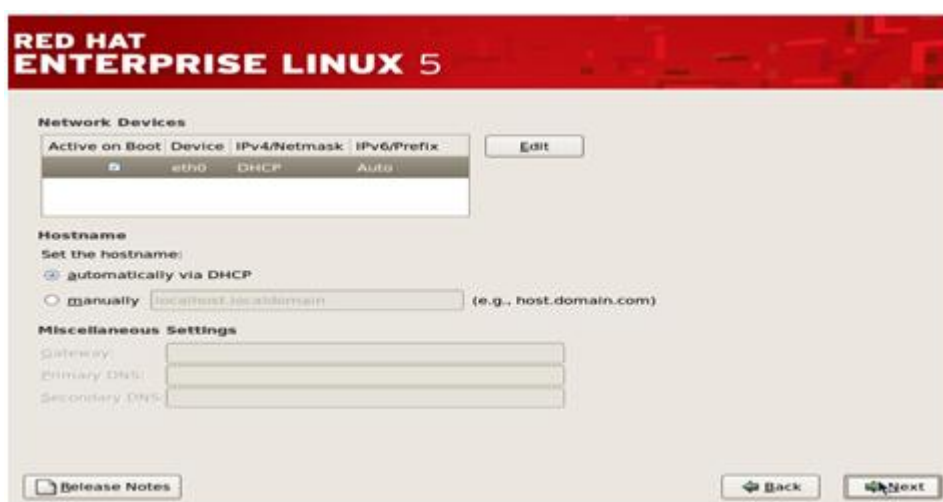 RED HAT
ENTERPRISE LINUX 5
Network Devices
Active on Boot Device IPv4/Netmask IPv6/Prefix
eth0 DHCP Auto
Edit
Hostname
Set the hostname:
automatically via DHCP
manually localhost.localdomain (e.g., host.domain.com)
Miscellaneous Settings
Gateway:
Primary DNS:
Secondary DNS:
Release Notes Back Next